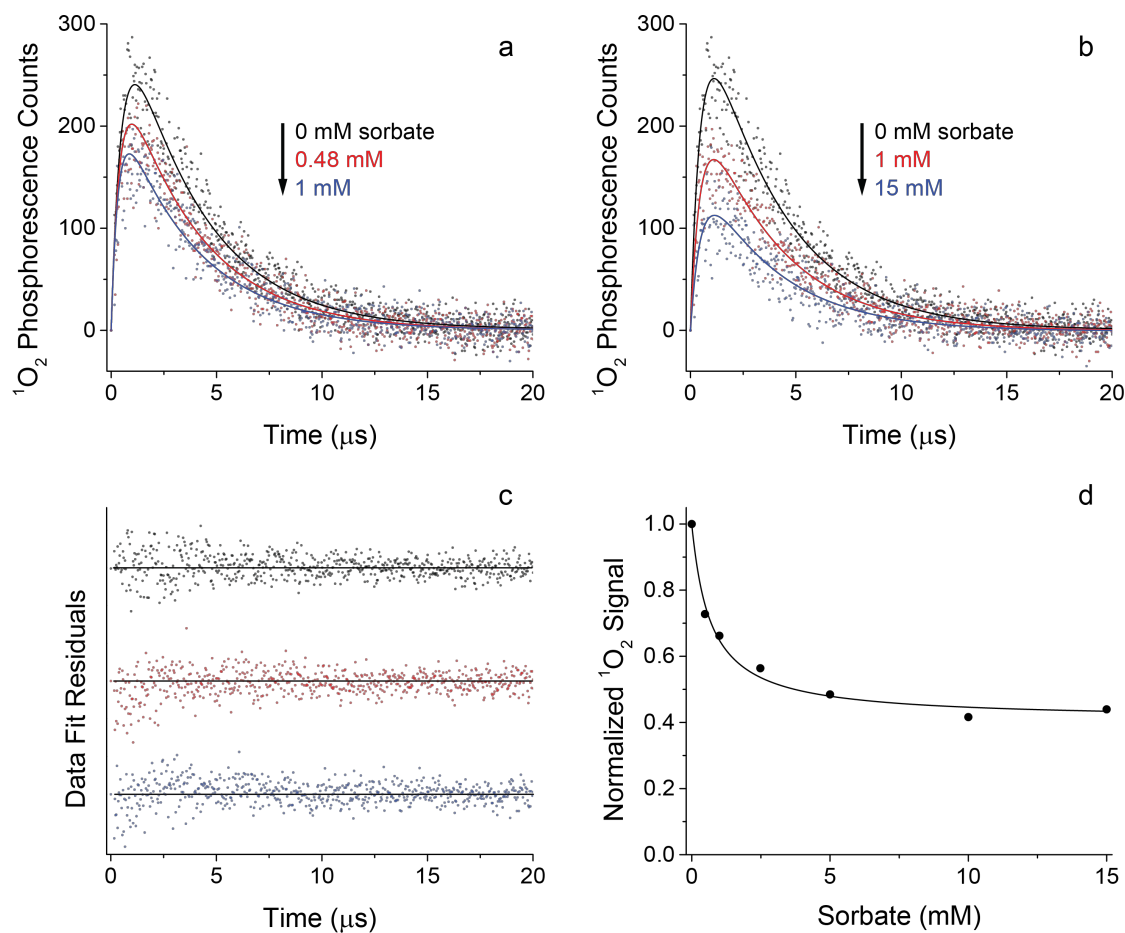 a
300
200
100
0
¹O₂ Phosphorescence Counts
0 mM sorbate
0.48 mM
1 mM
0 5 10 15 20
Time (μs)
b
300
200
100
0
¹O₂ Phosphorescence Counts
0 mM sorbate
1 mM
15 mM
0 5 10 15 20
Time (μs)
c
Data Fit Residuals
0 5 10 15 20
Time (μs)
d
1.0
0.8
0.6
0.4
0.2
0.0
Normalized ¹O₂ Signal
0 5 10 15
Sorbate (mM)